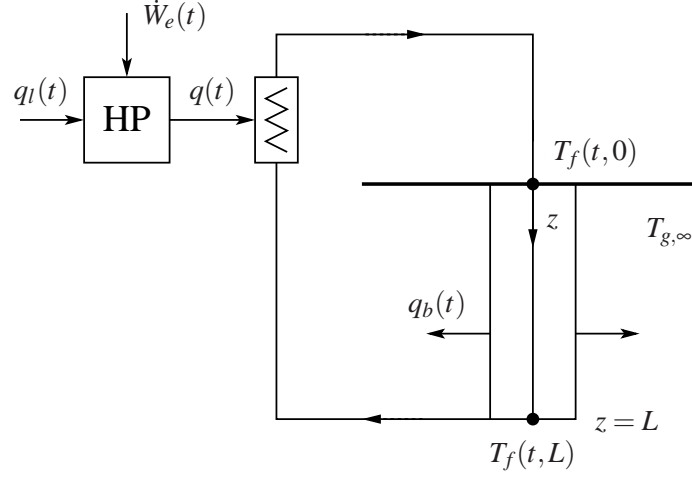 Ẇ_e(t)
q_l(t)
q(t)
HP
T_f(t,0)
z
T_{g,∞}
q_b(t)
z = L
T_f(t,L)